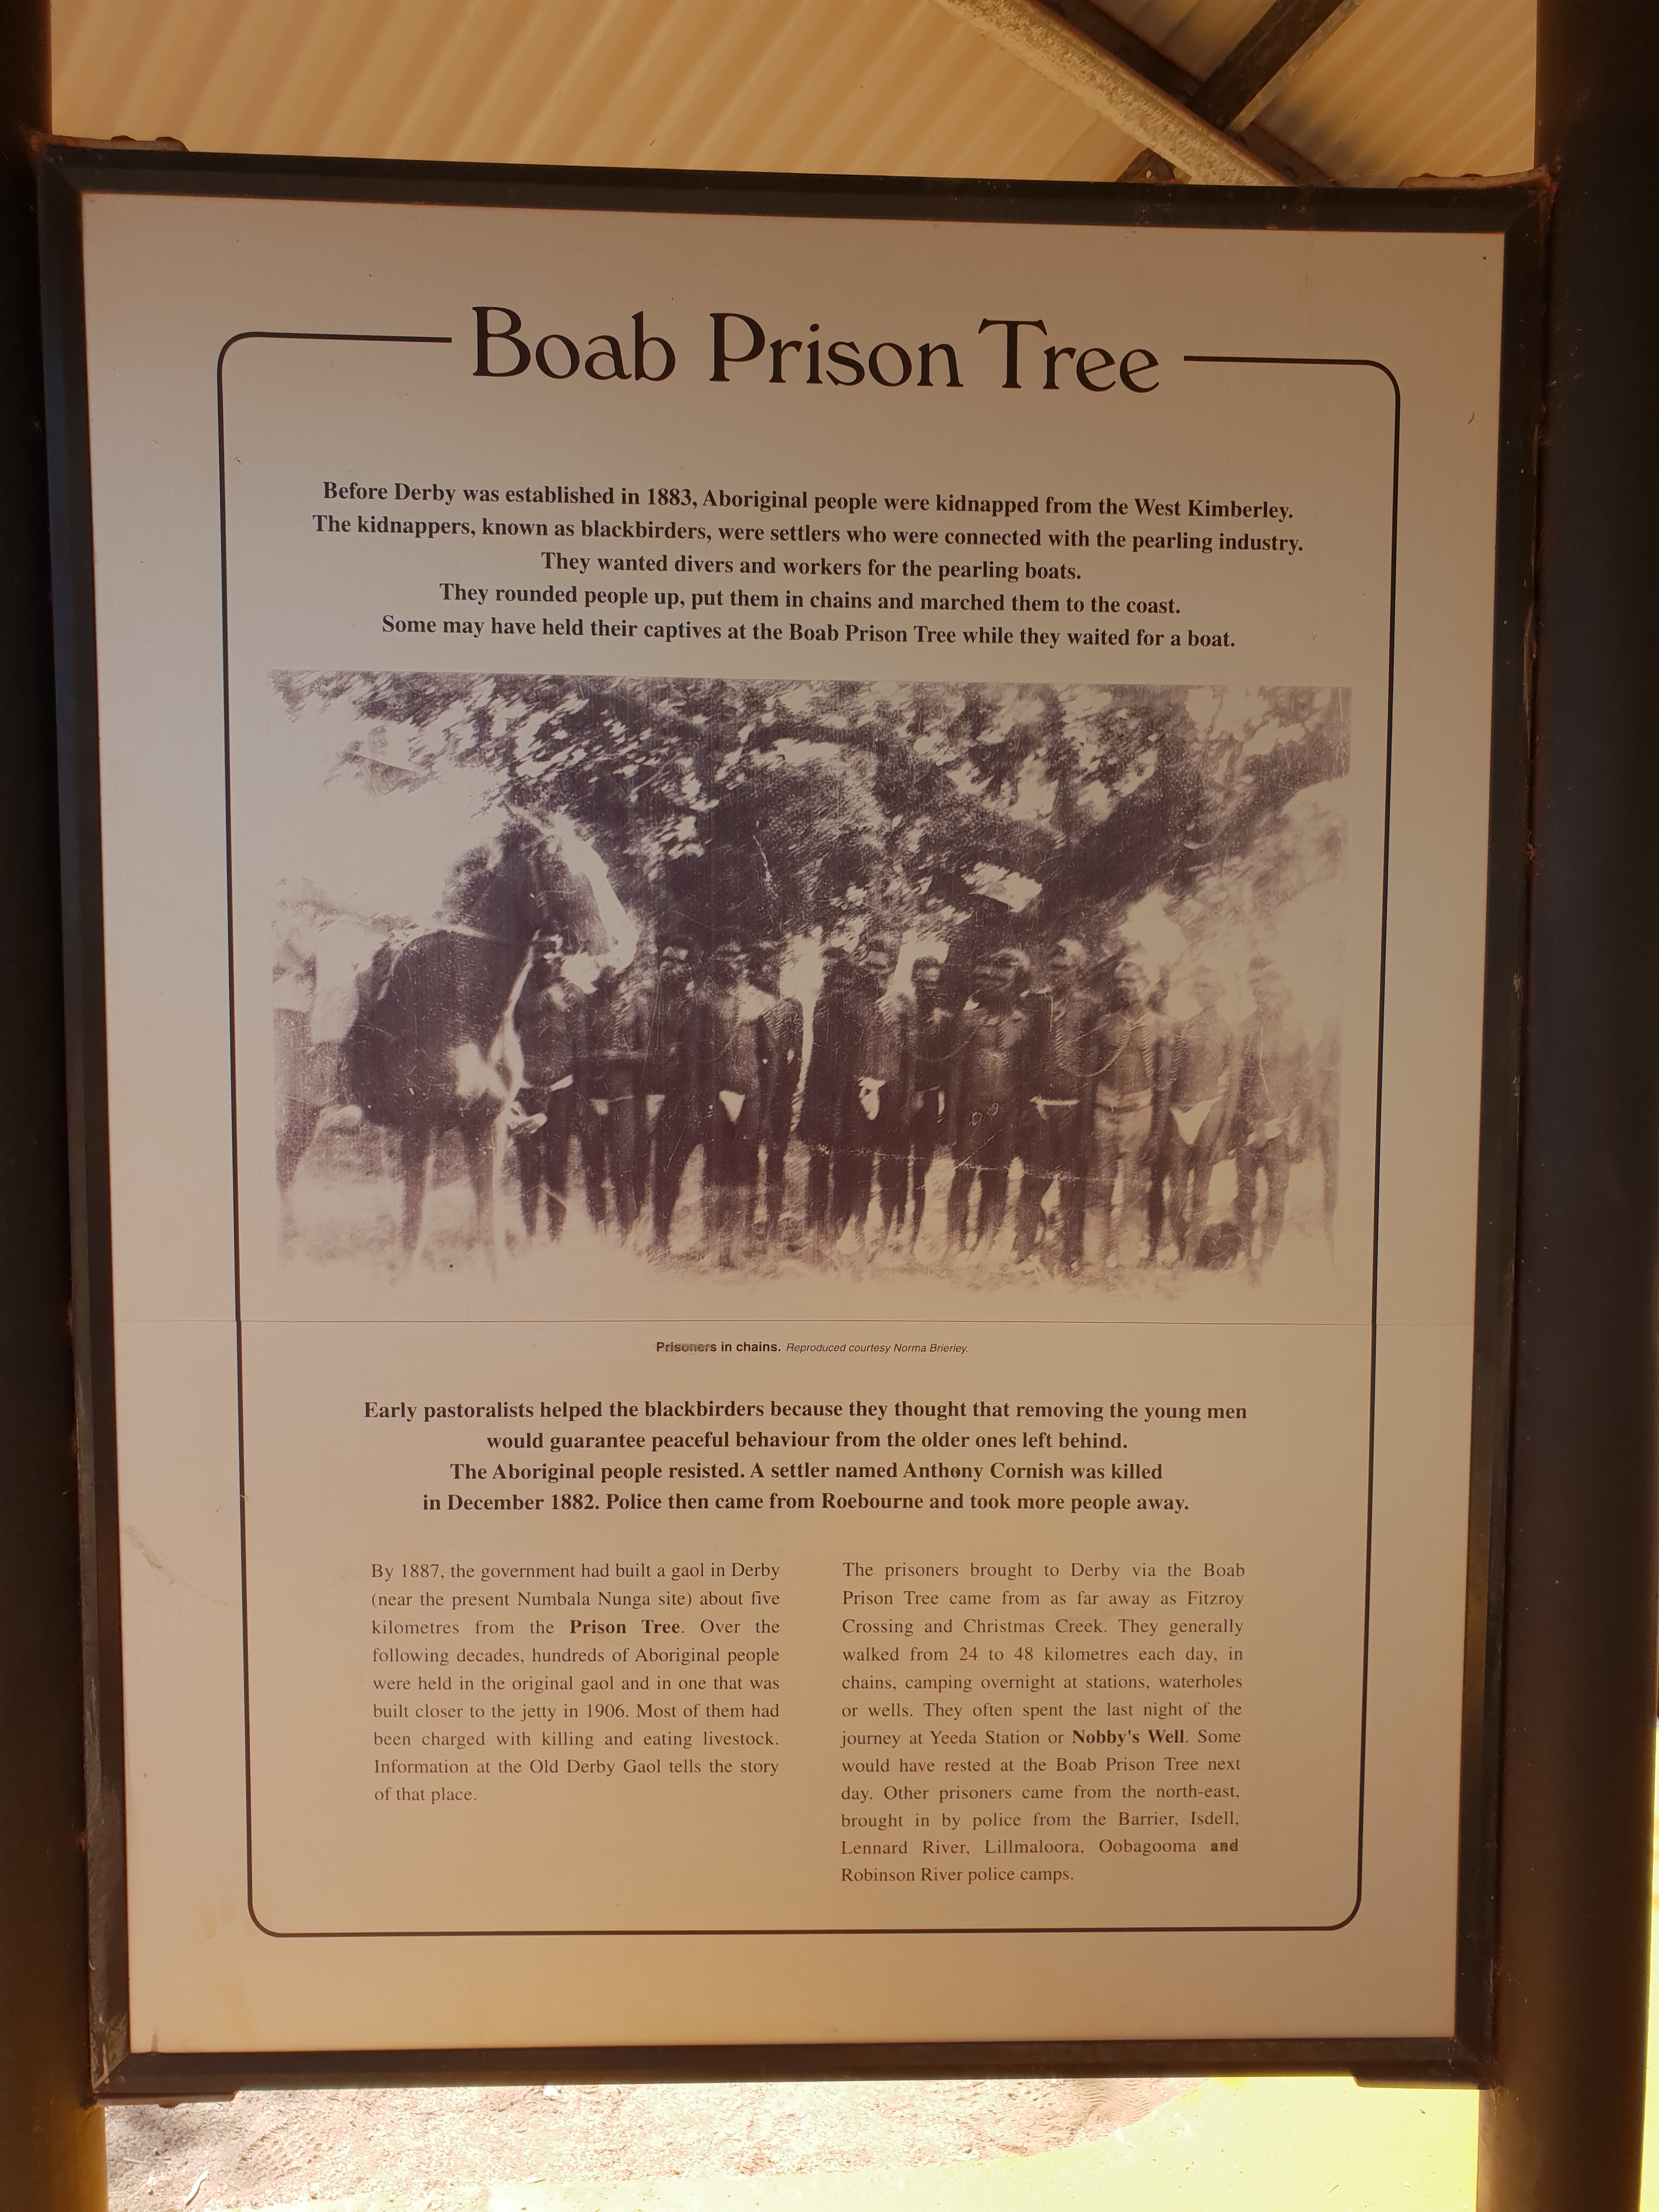 Boab Prison Tree
Before Derby was established in 1883, Aboriginal people were kidnapped from the West Kimberley.
The kidnappers, known as blackbirders, were settlers who were connected with the pearling industry.
They wanted divers and workers for the pearling boats.
They rounded people up, put them in chains and marched them to the coast.
Some may have held their captives at the Boab Prison Tree while they waited for a boat.
Prisoners in chains. Reproduced courtesy Norma Brierley.
Early pastoralists helped the blackbirders because they thought that removing the young men
would guarantee peaceful behaviour from the older ones left behind.
The Aboriginal people resisted. A settler named Anthony Cornish was killed
in December 1882. Police then came from Roebourne and took more people away.
By 1887, the government had built a gaol in Derby
(near the present Numbala Nunga site) about five
kilometres from the Prison Tree. Over the
following decades, hundreds of Aboriginal people
were held in the original gaol and in one that was
built closer to the jetty in 1906. Most of them had
been charged with killing and eating livestock.
Information at the Old Derby Gaol tells the story
of that place.
The prisoners brought to Derby via the Boab
Prison Tree came from as far away as Fitzroy
Crossing and Christmas Creek. They generally
walked from 24 to 48 kilometres each day, in
chains, camping overnight at stations, waterholes
or wells. They often spent the last night of the
journey at Yeeda Station or Nobby's Well. Some
would have rested at the Boab Prison Tree next
day. Other prisoners came from the north-east,
brought in by police from the Barrier, Isdell,
Lennard River, Lillmaloora, Oobagooma and
Robinson River police camps.